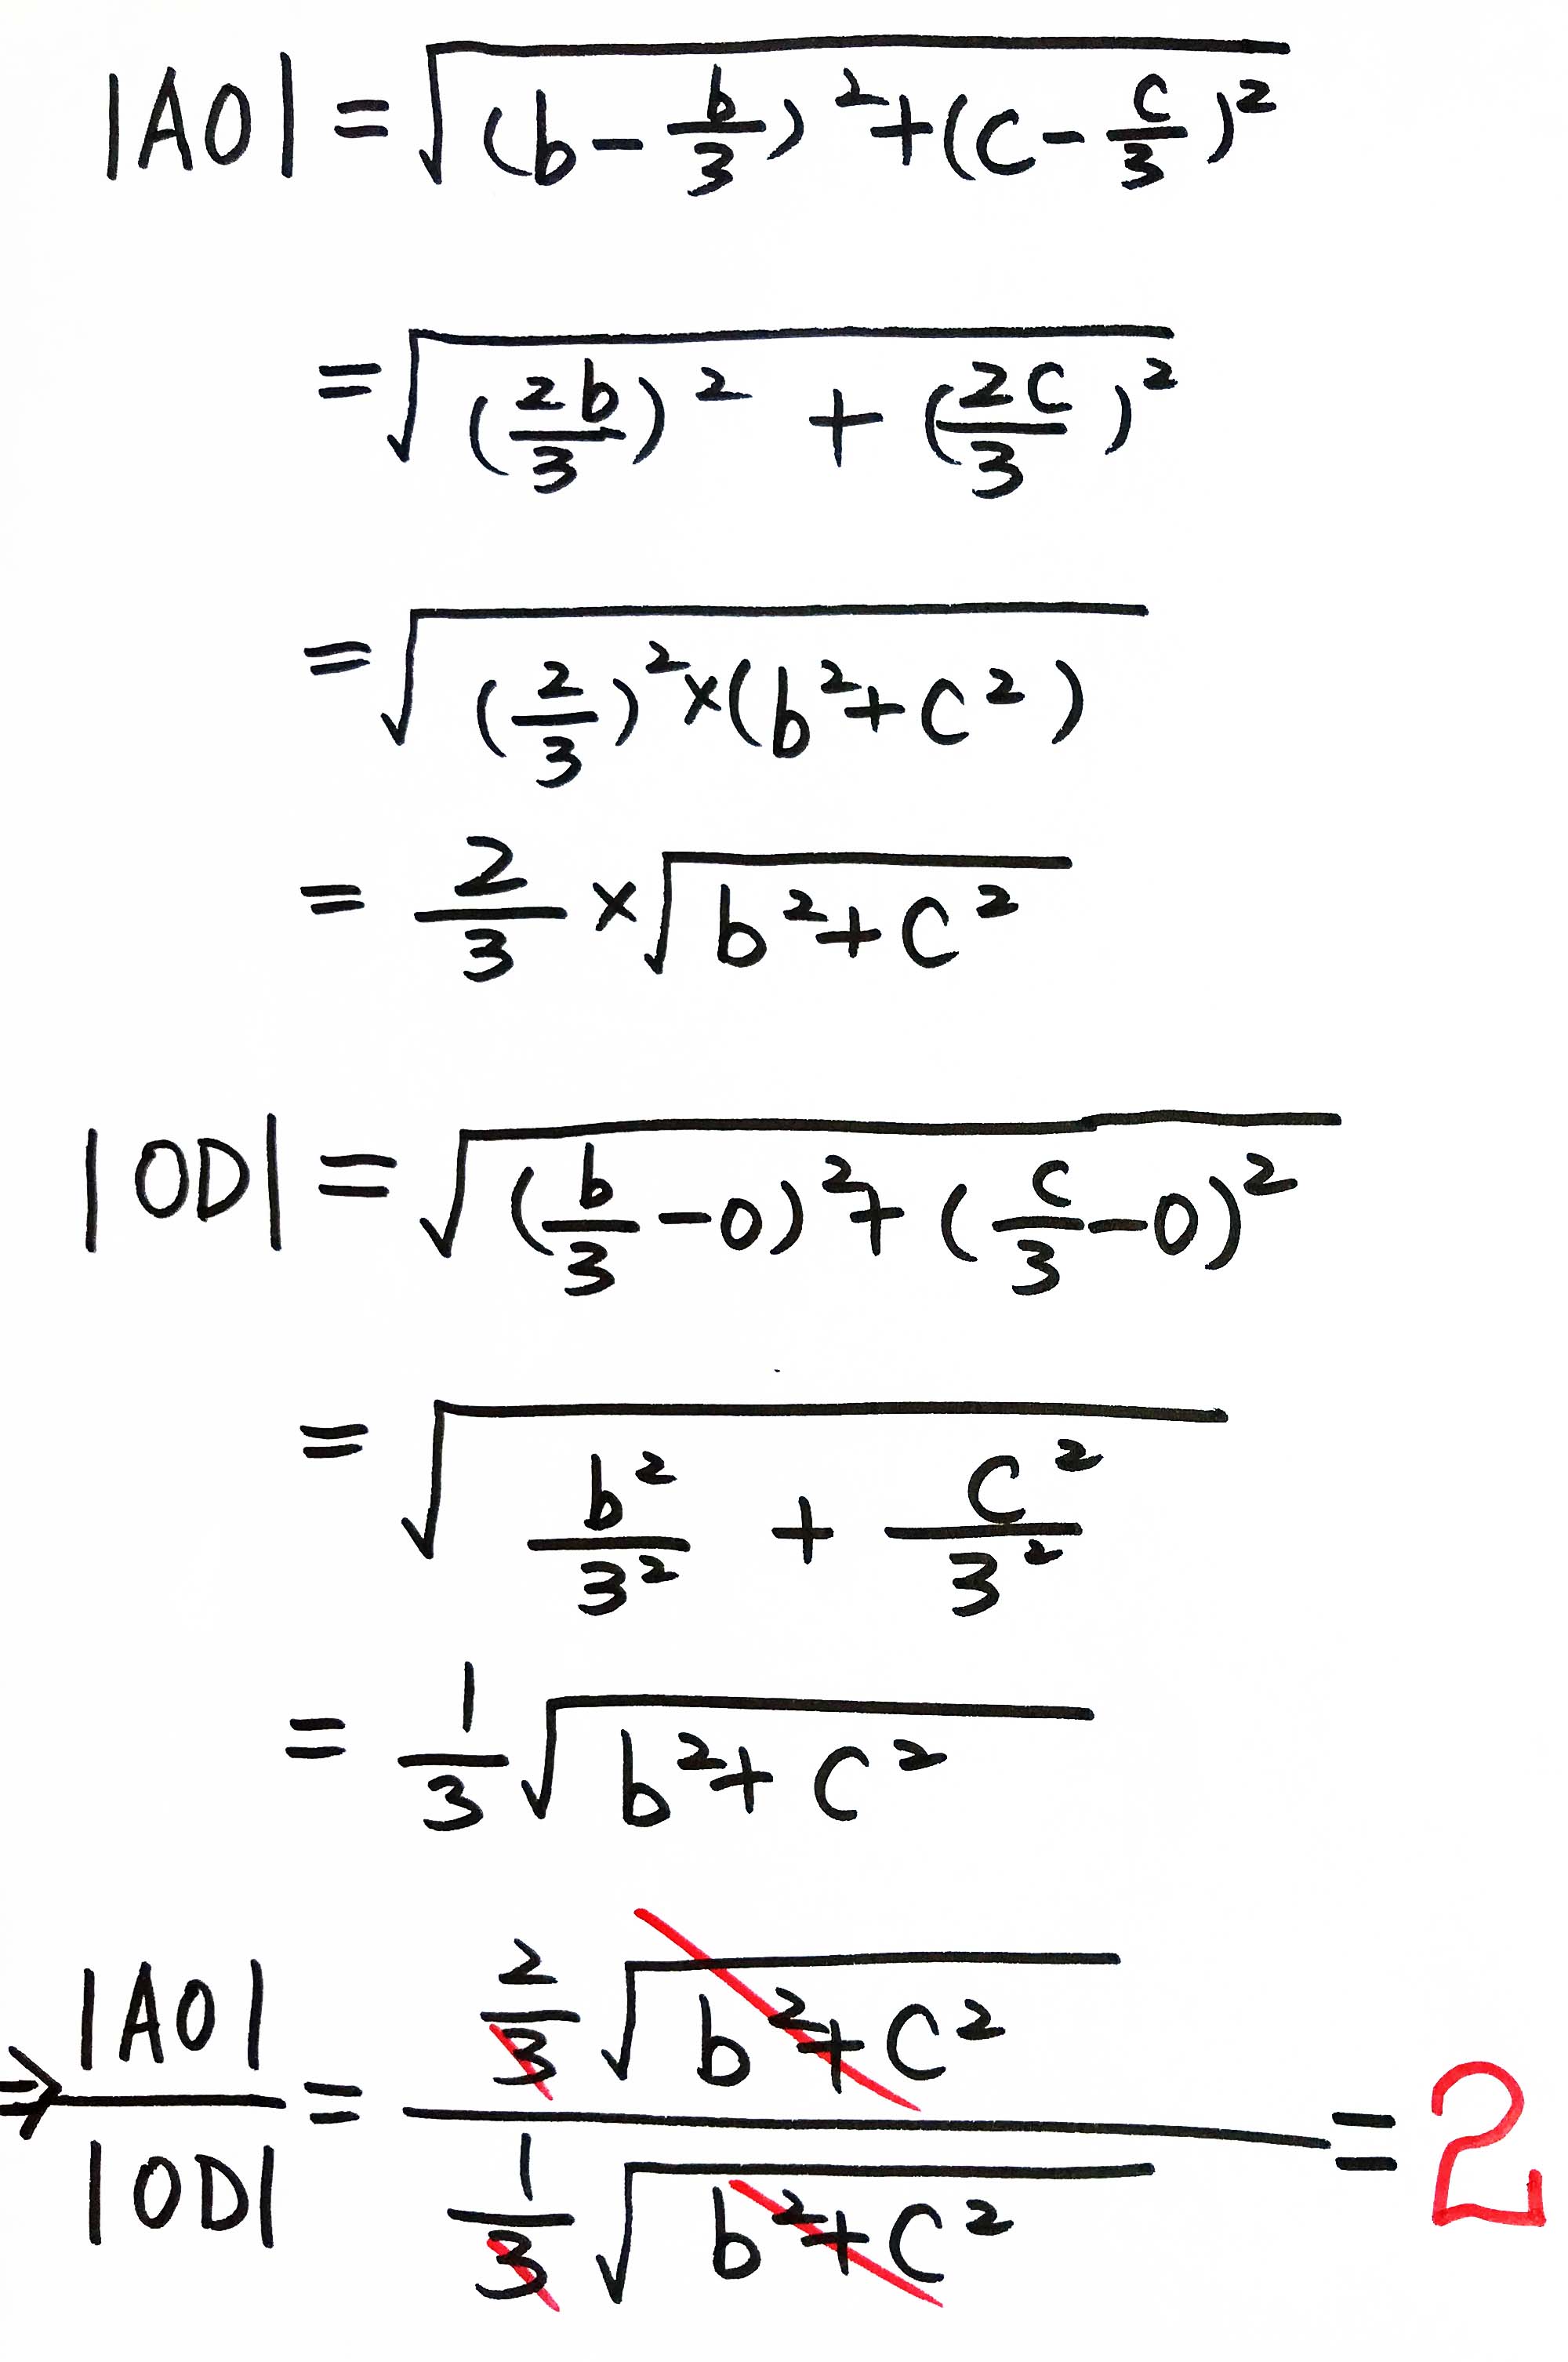 |AO| = √((b - b/3)² + (c - c/3)²)
= √((2b/3)² + (2c/3)²)
= √((2/3)² × (b² + c²))
= 2/3 × √(b² + c²)
|OD| = √((b/3 - 0)² + (c/3 - 0)²)
= √(b²/3² + c²/3²)
= 1/3 √(b² + c²)
⇒ |AO|/|OD| = (2/3 √(b² + c²))/(1/3 √(b² + c²)) = 2